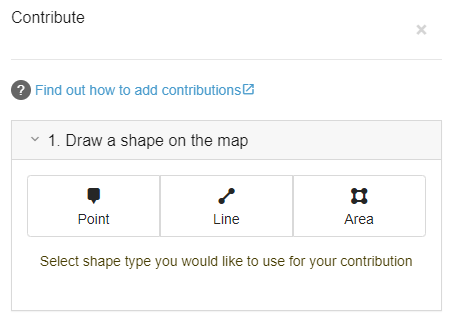 Contribute
×
? Find out how to add contributions
1. Draw a shape on the map
Point Line Area
Select shape type you would like to use for your contribution